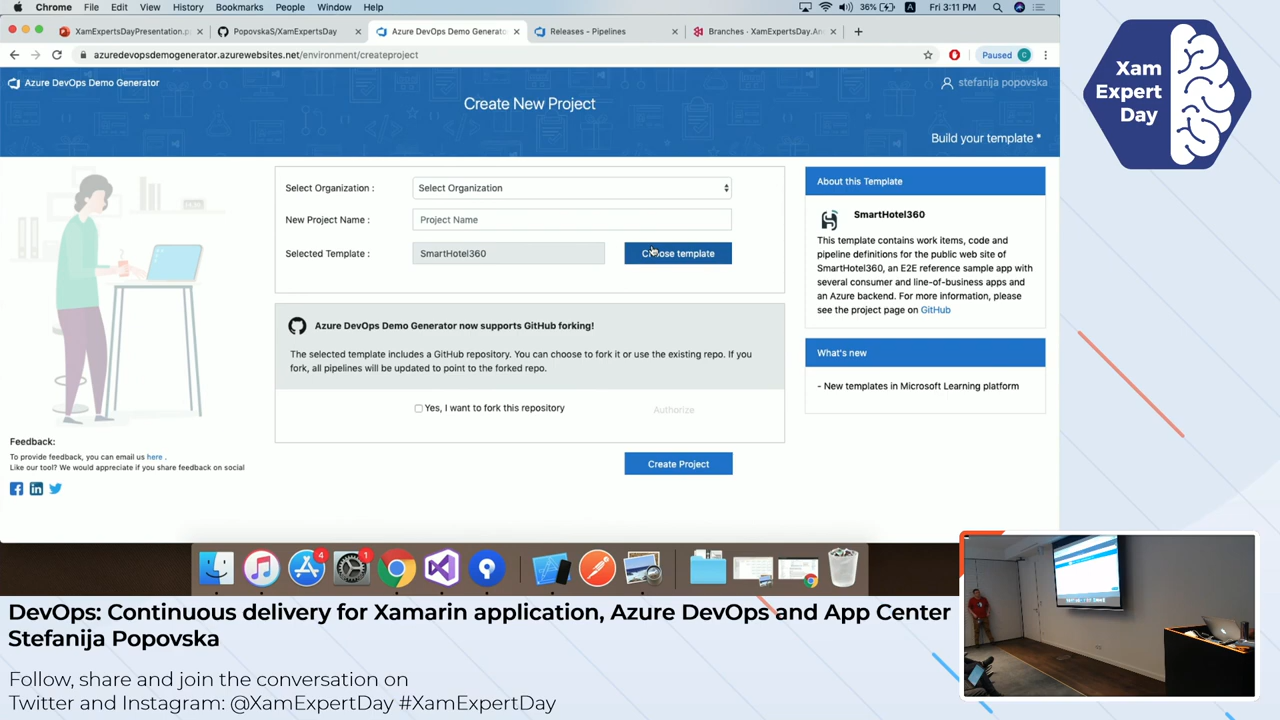 Chrome File Edit View History Bookmarks People Window Help 36% A Fri 3:11 PM
XamExpertsDayPresentation.p
PopovskaS/XamExpertsDay
Azure DevOps Demo Generato
Releases - Pipelines
Branches - XamExpertsDay.An
azuredevopsdemogenerator.azurewebsites.net/environment/createproject
Paused C
Azure DevOps Demo Generator
stefanija popovska
Create New Project
Build your template *
Select Organization :
Select Organization
New Project Name :
Project Name
Selected Template :
SmartHotel360
Choose template
Azure DevOps Demo Generator now supports GitHub forking!
The selected template includes a GitHub repository. You can choose to fork it or use the existing repo. If you
fork, all pipelines will be updated to point to the forked repo.
Yes, I want to fork this repository
Authorize
Create Project
About this Template
SmartHotel360
This template contains work items, code and
pipeline definitions for the public web site of
SmartHotel360, an E2E reference sample app with
several consumer and line-of-business apps and
an Azure backend. For more information, please
see the project page on GitHub
What's new
- New templates in Microsoft Learning platform
Feedback:
To provide feedback, you can email us here .
Like our tool? We would appreciate if you share feedback on social
4
1
Xam
Expert
Day
DevOps: Continuous delivery for Xamarin application, Azure DevOps and App Center
Stefanija Popovska
Follow, share and join the conversation on
Twitter and Instagram: @XamExpertDay #XamExpertDay